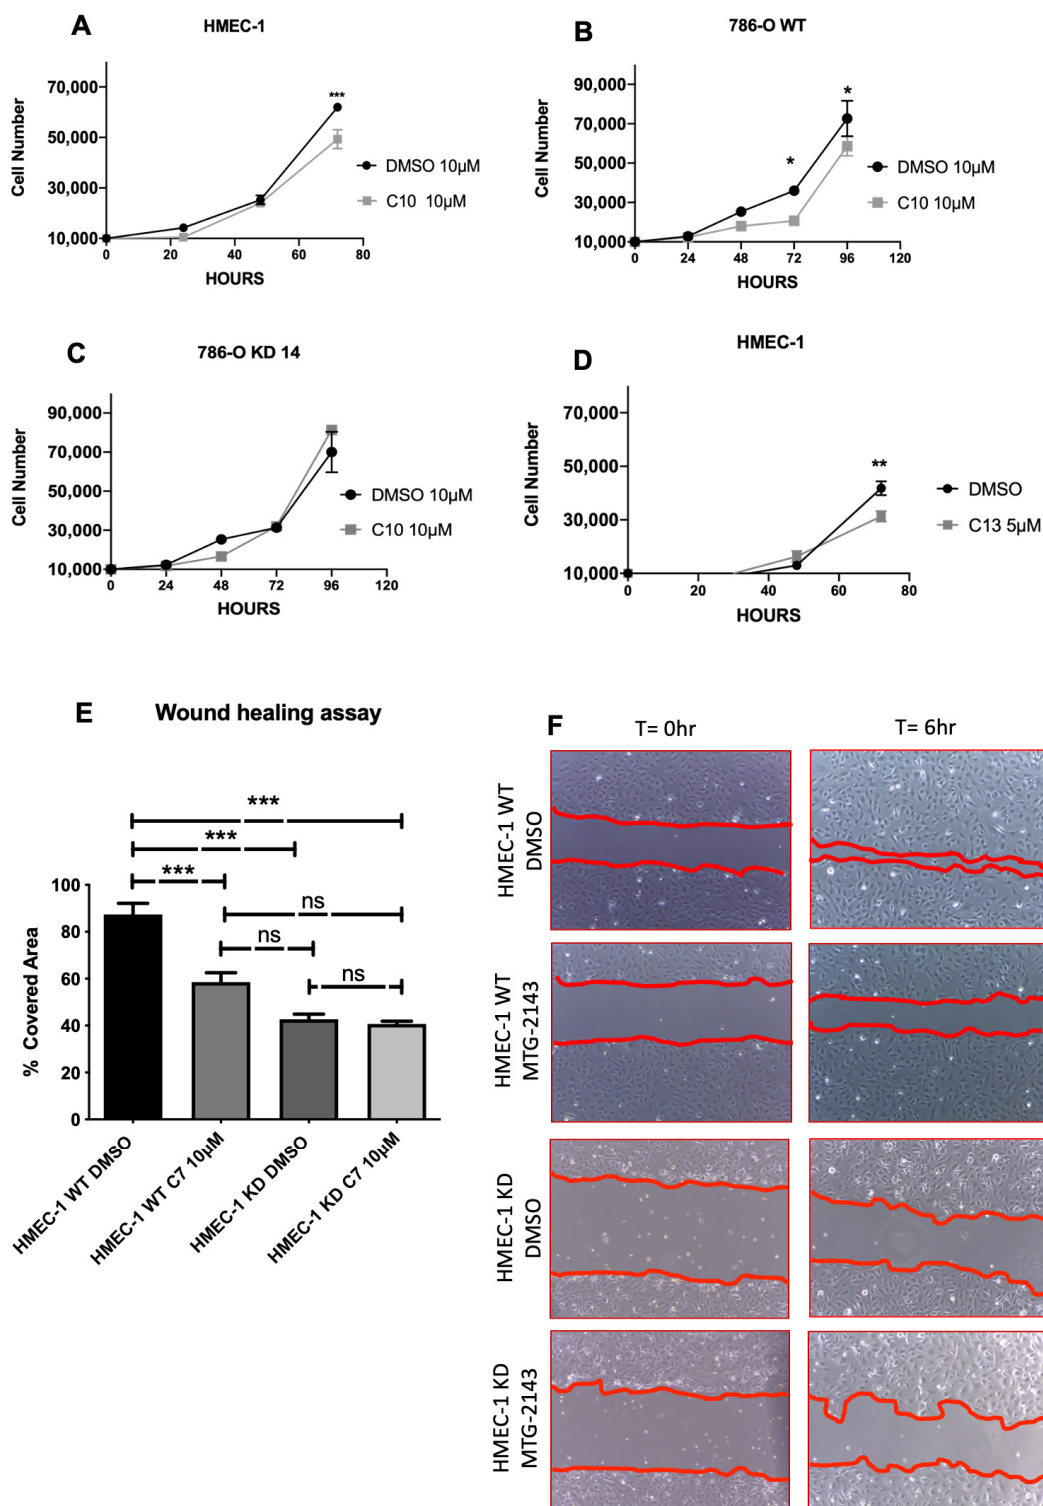 A
HMEC-1
Cell Number
70,000
50,000
30,000
10,000
0
20
40
60
80
HOURS
***
DMSO 10µM
C10 10µM
B
786-O WT
Cell Number
90,000
70,000
50,000
30,000
10,000
0
24
48
72
96
120
HOURS
*
*
DMSO 10µM
C10 10µM
C
786-O KD 14
Cell Number
90,000
70,000
50,000
30,000
10,000
0
24
48
72
96
120
HOURS
DMSO 10µM
C10 10µM
D
HMEC-1
Cell Number
70,000
50,000
30,000
10,000
0
20
40
60
80
HOURS
**
DMSO
C13 5µM
E
Wound healing assay
***
***
***
ns
ns
ns
% Covered Area
100
80
60
40
20
0
HMEC-1 WT DMSO
HMEC-1 WT C7 10µM
HMEC-1 KD DMSO
HMEC-1 KD C7 10µM
F
T= 0hr
T= 6hr
HMEC-1 WT
DMSO
HMEC-1 WT
MTG-2143
HMEC-1 KD
DMSO
HMEC-1 KD
MTG-2143